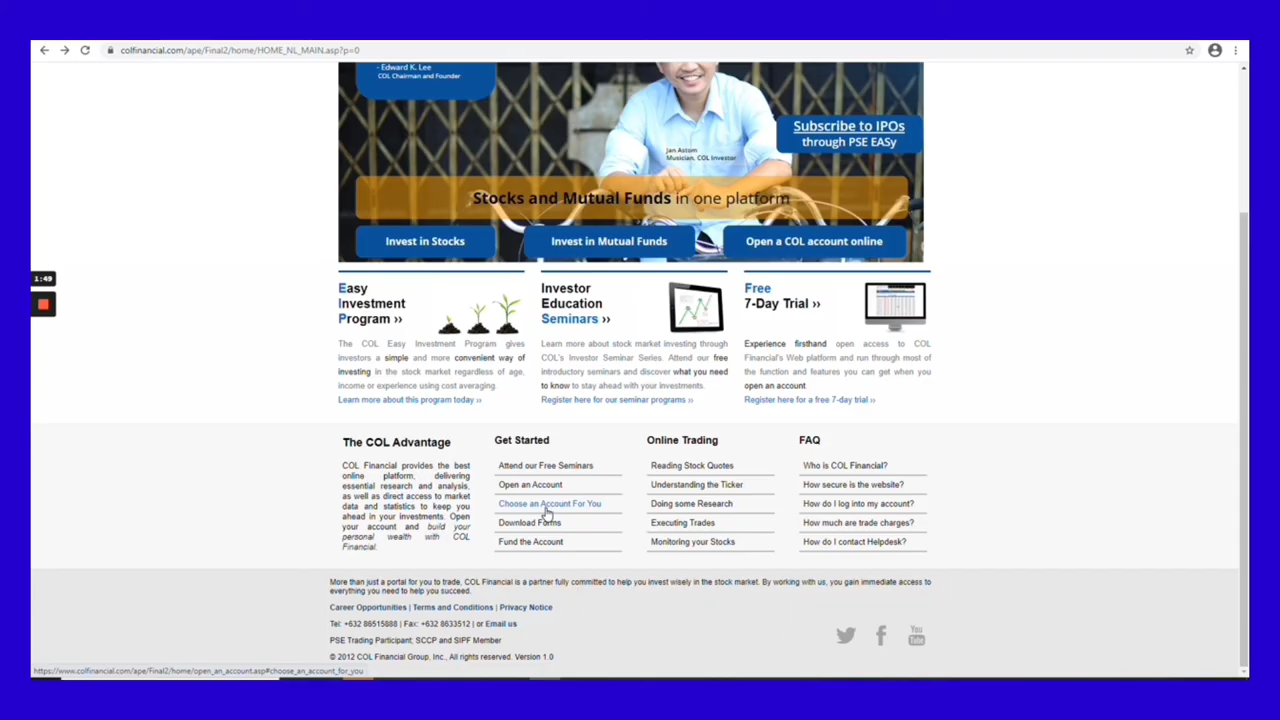 colfinancial.com/ape/Final2/home/HOME_NL_MAIN.asp?p=0
- Edward K. Lee
COL Chairman and Founder
Subscribe to IPOs
through PSE EASy
Jan Astom
Musician, COL Investor
Stocks and Mutual Funds in one platform
Invest in Stocks
Invest in Mutual Funds
Open a COL account online
1:49
Easy
Investment
Program ››
The COL Easy Investment Program gives
investors a simple and more convenient way of
investing in the stock market regardless of age,
income or experience using cost averaging.
Learn more about this program today ››
Investor
Education
Seminars ››
Learn more about stock market investing through
COL's Investor Seminar Series. Attend our free
introductory seminars and discover what you need
to know to stay ahead with your investments.
Register here for our seminar programs ››
Free
7-Day Trial ››
Experience firsthand open access to COL
Financial's Web platform and run through most of
the function and features you can get when you
open an account.
Register here for a free 7-day trial ››
The COL Advantage
COL Financial provides the best
online platform, delivering
essential research and analysis,
as well as direct access to market
data and statistics to keep you
ahead in your investments. Open
your account and build your
personal wealth with COL
Financial.
Get Started
Attend our Free Seminars
Open an Account
Choose an Account For You
Download Forms
Fund the Account
Online Trading
Reading Stock Quotes
Understanding the Ticker
Doing some Research
Executing Trades
Monitoring your Stocks
FAQ
Who is COL Financial?
How secure is the website?
How do I log into my account?
How much are trade charges?
How do I contact Helpdesk?
More than just a portal for you to trade, COL Financial is a partner fully committed to help you invest wisely in the stock market. By working with us, you gain immediate access to
everything you need to help you succeed.
Career Opportunities | Terms and Conditions | Privacy Notice
Tel: +632 86515888 | Fax: +632 8633512 | or Email us
PSE Trading Participant; SCCP and SIPF Member
© 2012 COL Financial Group, Inc., All rights reserved. Version 1.0
You
Tube
https://www.colfinancial.com/ape/Final2/home/open_an_account.asp#choose_an_account_for_you